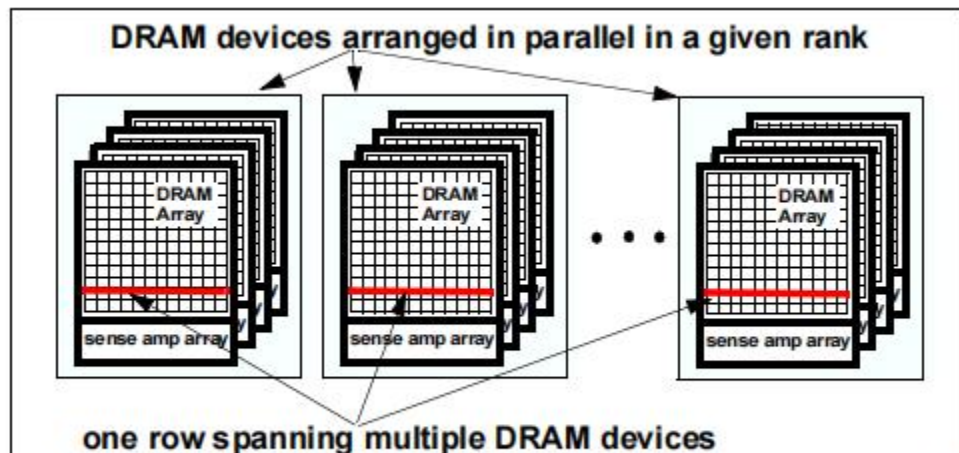 DRAM devices arranged in parallel in a given rank
DRAM
Array
sense amp array
DRAM
Array
sense amp array
DRAM
Array
sense amp array
one row spanning multiple DRAM devices